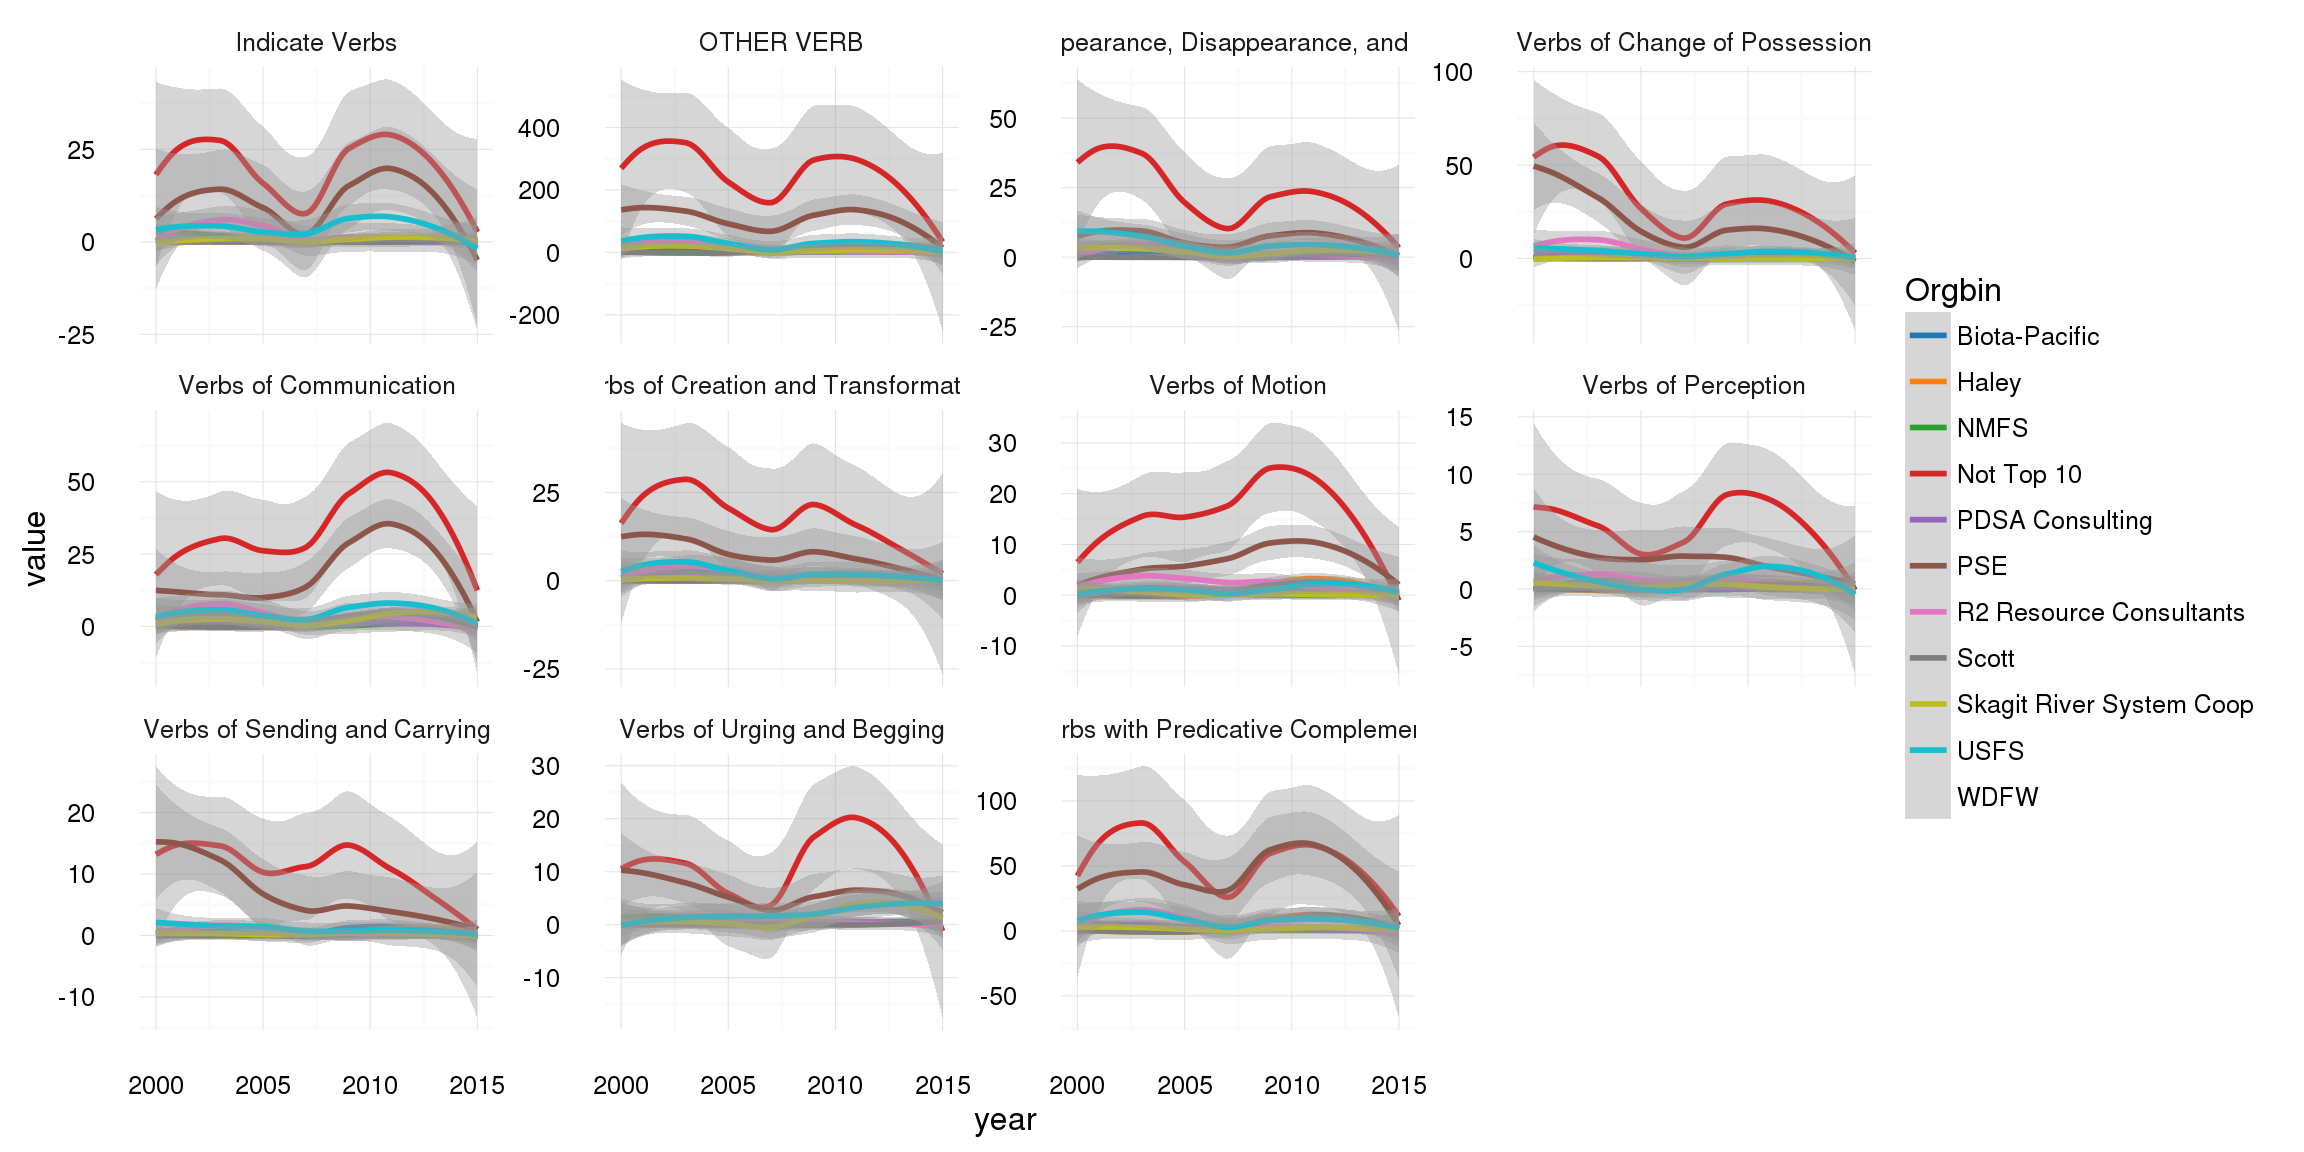 Indicate Verbs
OTHER VERB
pearance, Disappearance, and
Verbs of Change of Possession
25
0
-25
400
200
0
-200
50
25
0
-25
100
50
0
Verbs of Communication
rbs of Creation and Transformat
Verbs of Motion
Verbs of Perception
50
25
0
25
0
-25
30
20
10
0
-10
15
10
5
0
-5
Verbs of Sending and Carrying
Verbs of Urging and Begging
rbs with Predicative Complemen
20
10
0
-10
30
20
10
0
-10
100
50
0
-50
2000 2005 2010 2015
2000 2005 2010 2015
2000 2005 2010 2015
year
value
Orgbin
Biota-Pacific
Haley
NMFS
Not Top 10
PDSA Consulting
PSE
R2 Resource Consultants
Scott
Skagit River System Coop
USFS
WDFW